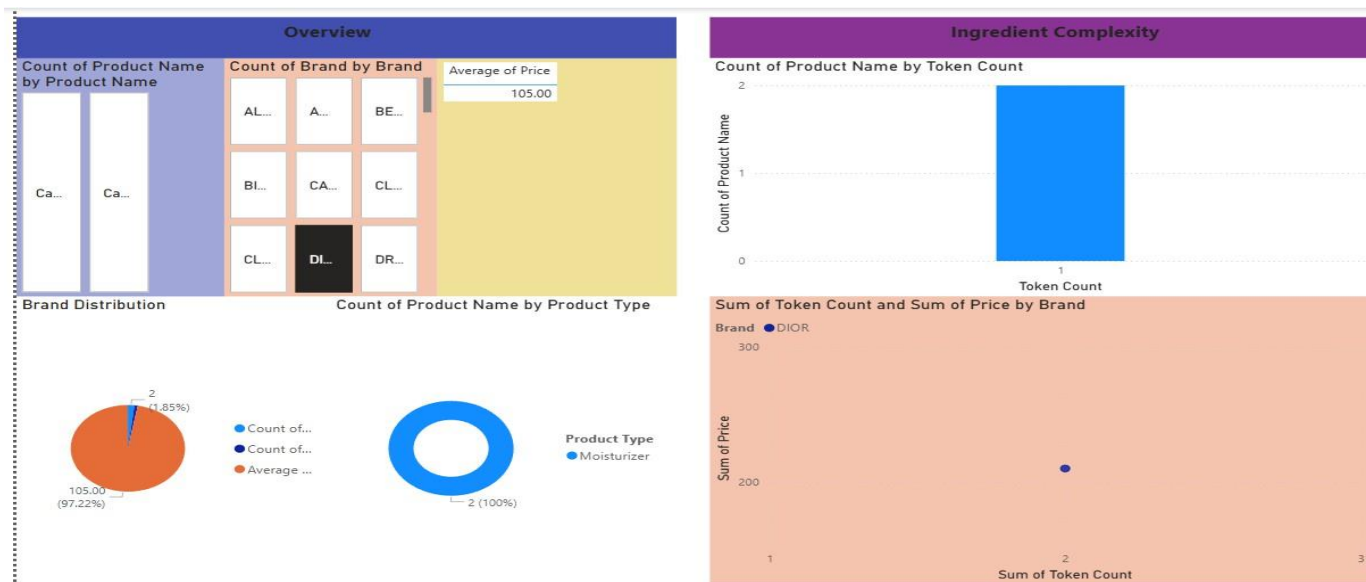 Overview
Count of Product Name
by Product Name
Ca...
Ca...
Count of Brand by Brand
AL...
A...
BE...
BI...
CA...
CL...
CL...
DI...
DR...
Average of Price
105.00
Brand Distribution
2
(1.85%)
105.00
(97.22%)
Count of...
Count of...
Average ...
Count of Product Name by Product Type
2 (100%)
Product Type
Moisturizer
Ingredient Complexity
Count of Product Name by Token Count
Count of Product Name
2
1
0
1
Token Count
Sum of Token Count and Sum of Price by Brand
Brand DIOR
Sum of Price
300
200
1
2
3
Sum of Token Count